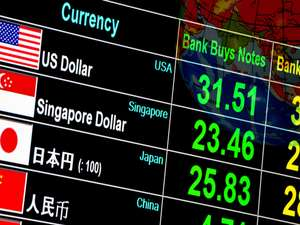 Currency
Bank Buys Notes
Bank
US Dollar USA 31.51
Singapore Dollar Singapore 23.46
日本円 (: 100) Japan 25.83
人民币 China